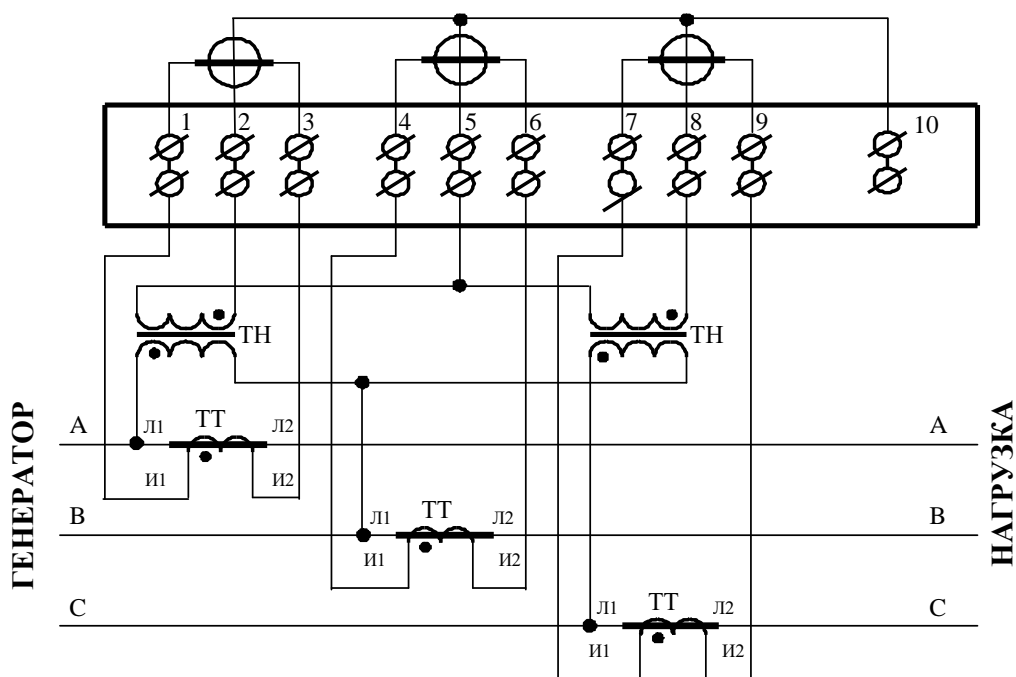 1 2 3 4 5 6 7 8 9 10
ТН ТН
ГЕНЕРАТОР
НАГРУЗКА
А Л1 ТТ Л2 А
И1 И2
В Л1 ТТ Л2 В
И1 И2
С Л1 ТТ Л2 С
И1 И2